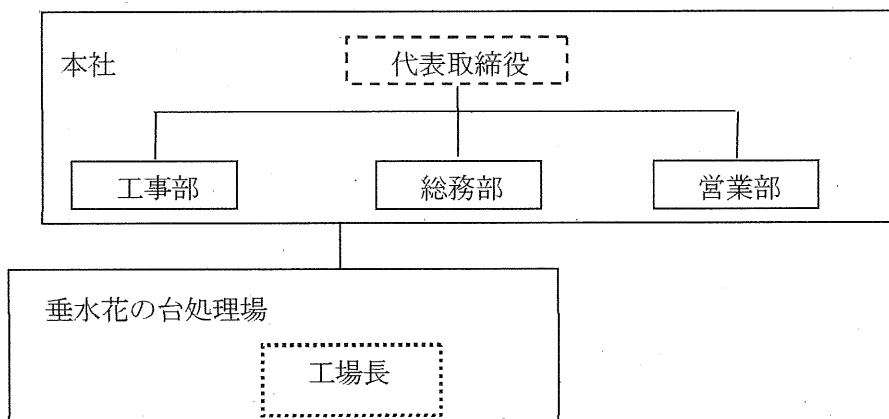 本社
代表取締役
工事部 総務部 営業部
垂水花の台処理場
工場長